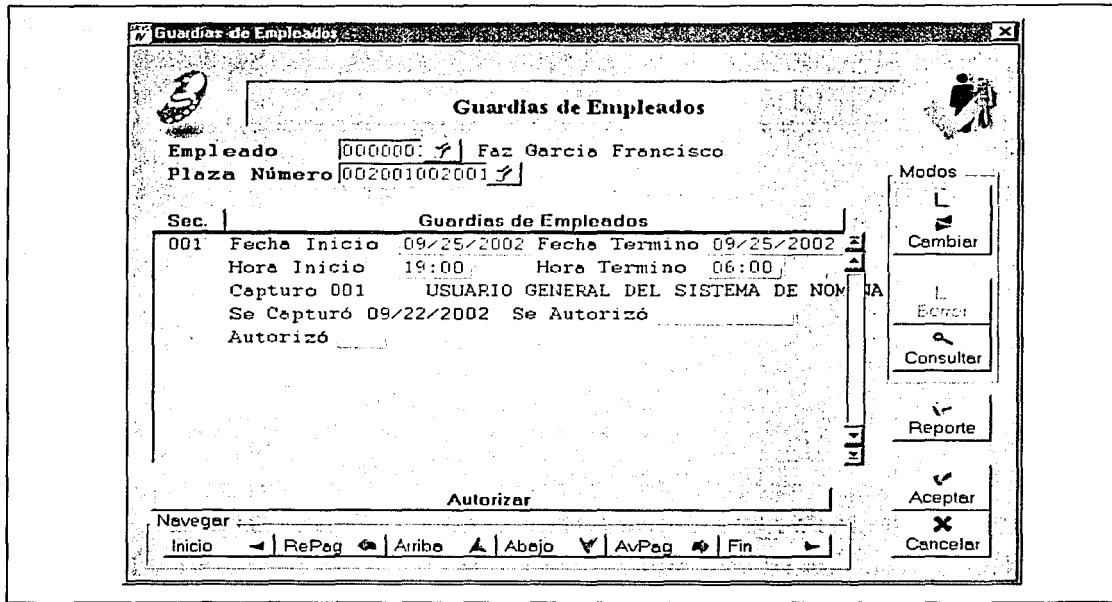 Guardias de Empleados
Guardias de Empleados
Empleado 000000: Faz Garcia Francisco
Plaza Número 002001002001
Modos
Sec. Guardias de Empleados
001 Fecha Inicio 09/25/2002 Fecha Termino 09/25/2002
Hora Inicio 19:00 Hora Termino 06:00
Capturo 001 USUARIO GENERAL DEL SISTEMA DE NOMINA
Se Capturó 09/22/2002 Se Autorizó
Autorizó
Cambiar
Borrar
Consultar
Reporte
Autorizar
Aceptar
Navegar
Inicio RePag Arriba Abajo AvPag Fin
Cancelar